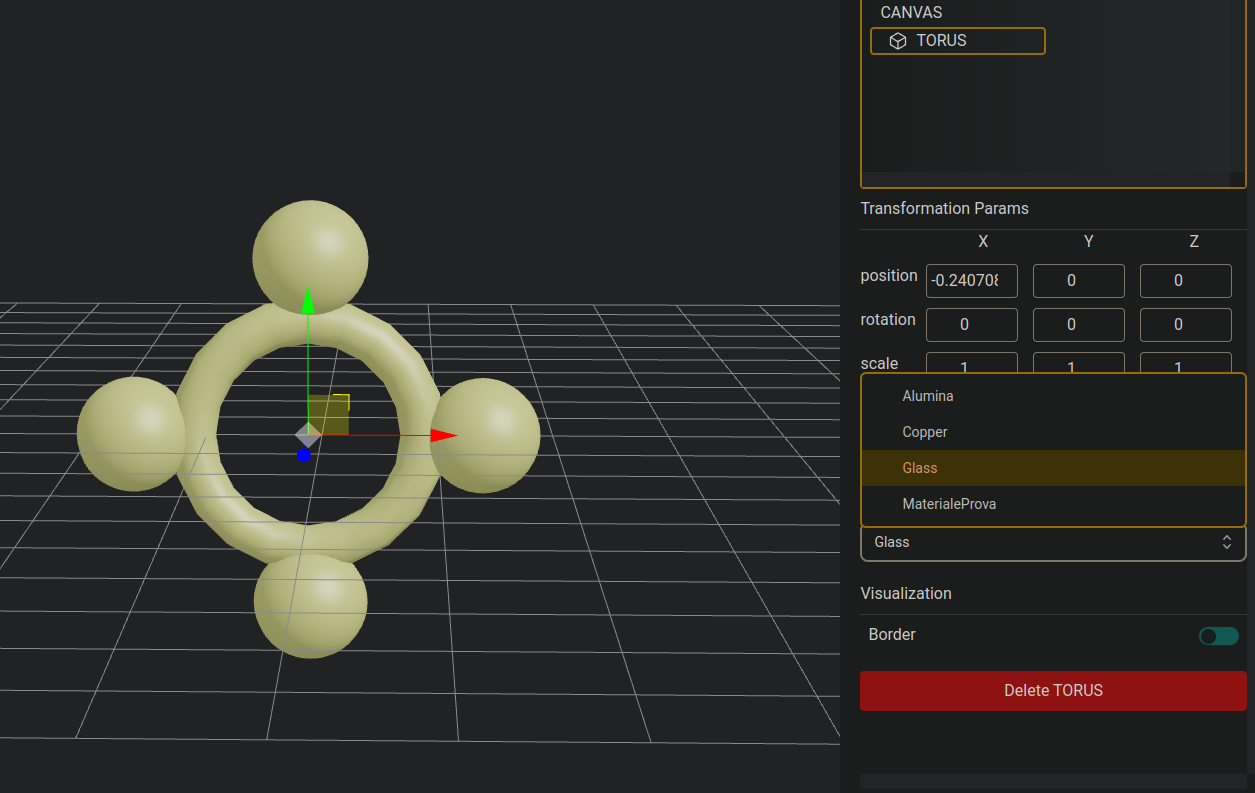 CANVAS
TORUS
Transformation Params
X Y Z
position -0.240708 0 0
rotation 0 0 0
scale 1 1 1
Alumina
Copper
Glass
MaterialeProva
Glass
Visualization
Border
Delete TORUS